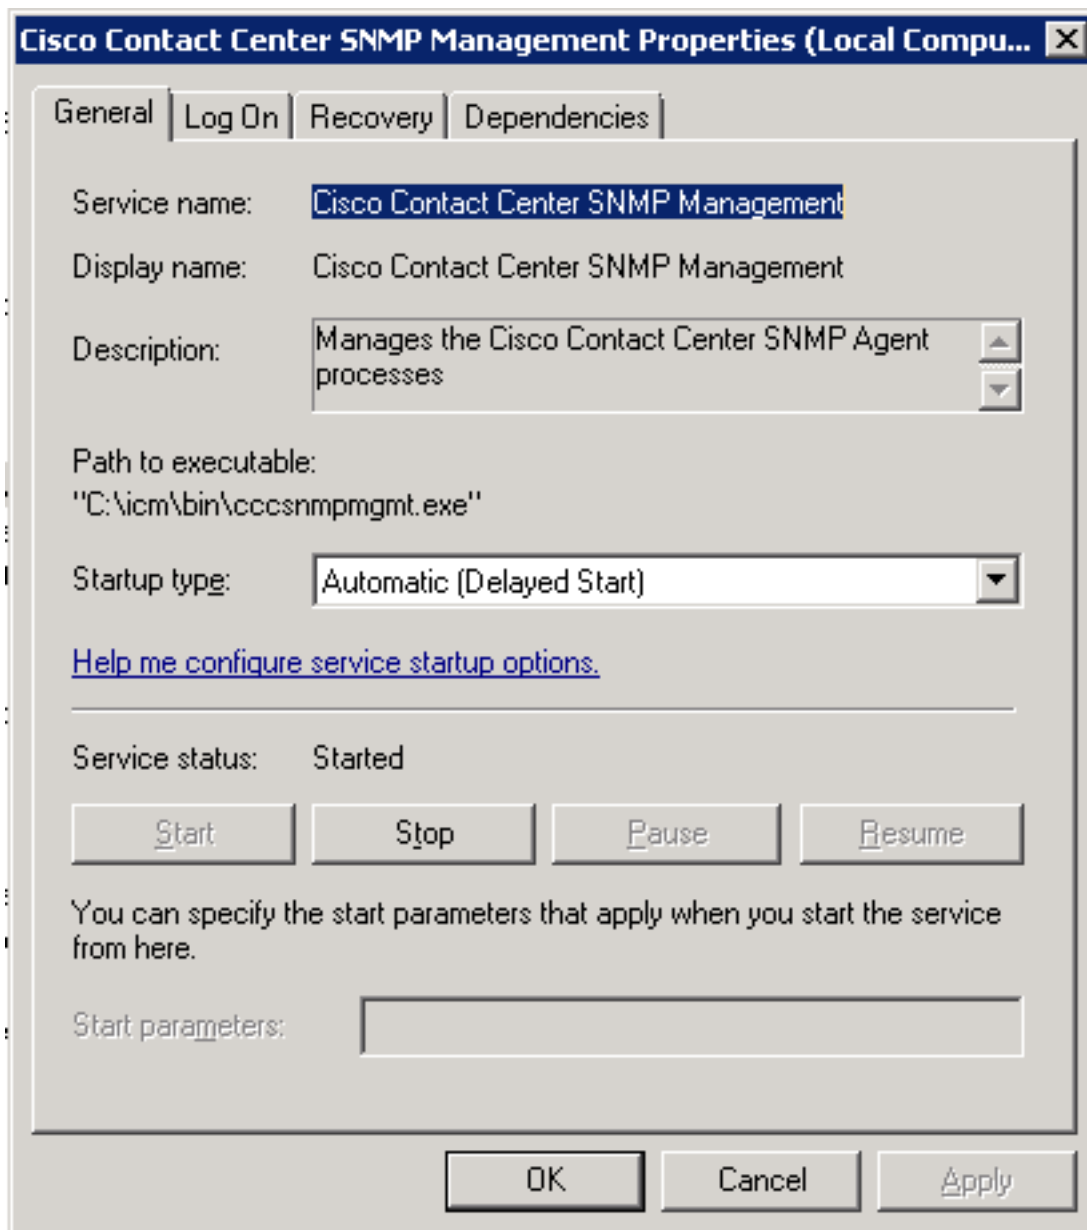 Cisco Contact Center SNMP Management Properties (Local Compu...
General
Log On
Recovery
Dependencies
Service name:
Cisco Contact Center SNMP Management
Display name:
Cisco Contact Center SNMP Management
Description:
Manages the Cisco Contact Center SNMP Agent
processes
Path to executable:
"C:\icm\bin\cccsnmpmgmt.exe"
Startup type:
Automatic (Delayed Start)
Help me configure service startup options.
Service status:
Started
Start
Stop
Pause
Resume
You can specify the start parameters that apply when you start the service
from here.
Start parameters:
OK
Cancel
Apply